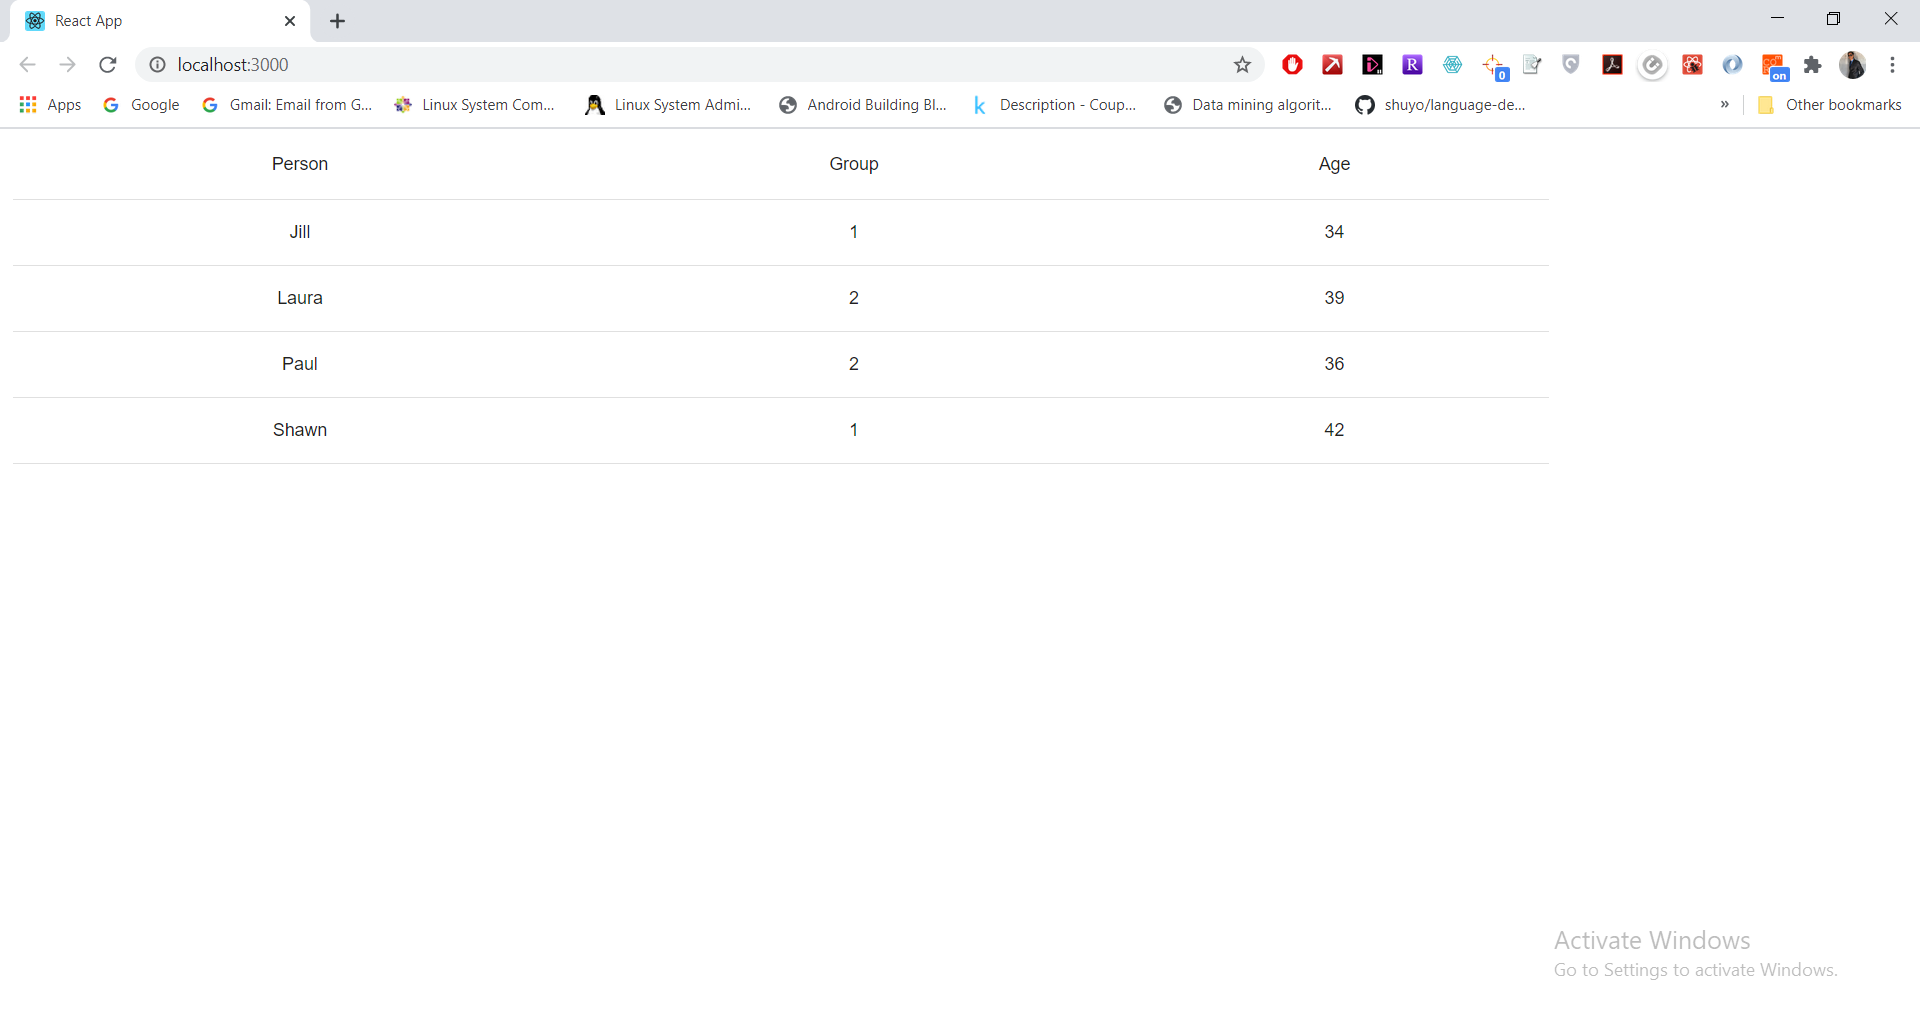 React App
localhost:3000
0
on
R
Apps Google Gmail: Email from G... Linux System Com... Linux System Admi... Android Building Bl... k Description - Coup... Data mining algorit... shuyo/language-de... » Other bookmarks
Person Group Age
Jill 1 34
Laura 2 39
Paul 2 36
Shawn 1 42
Activate Windows
Go to Settings to activate Windows.